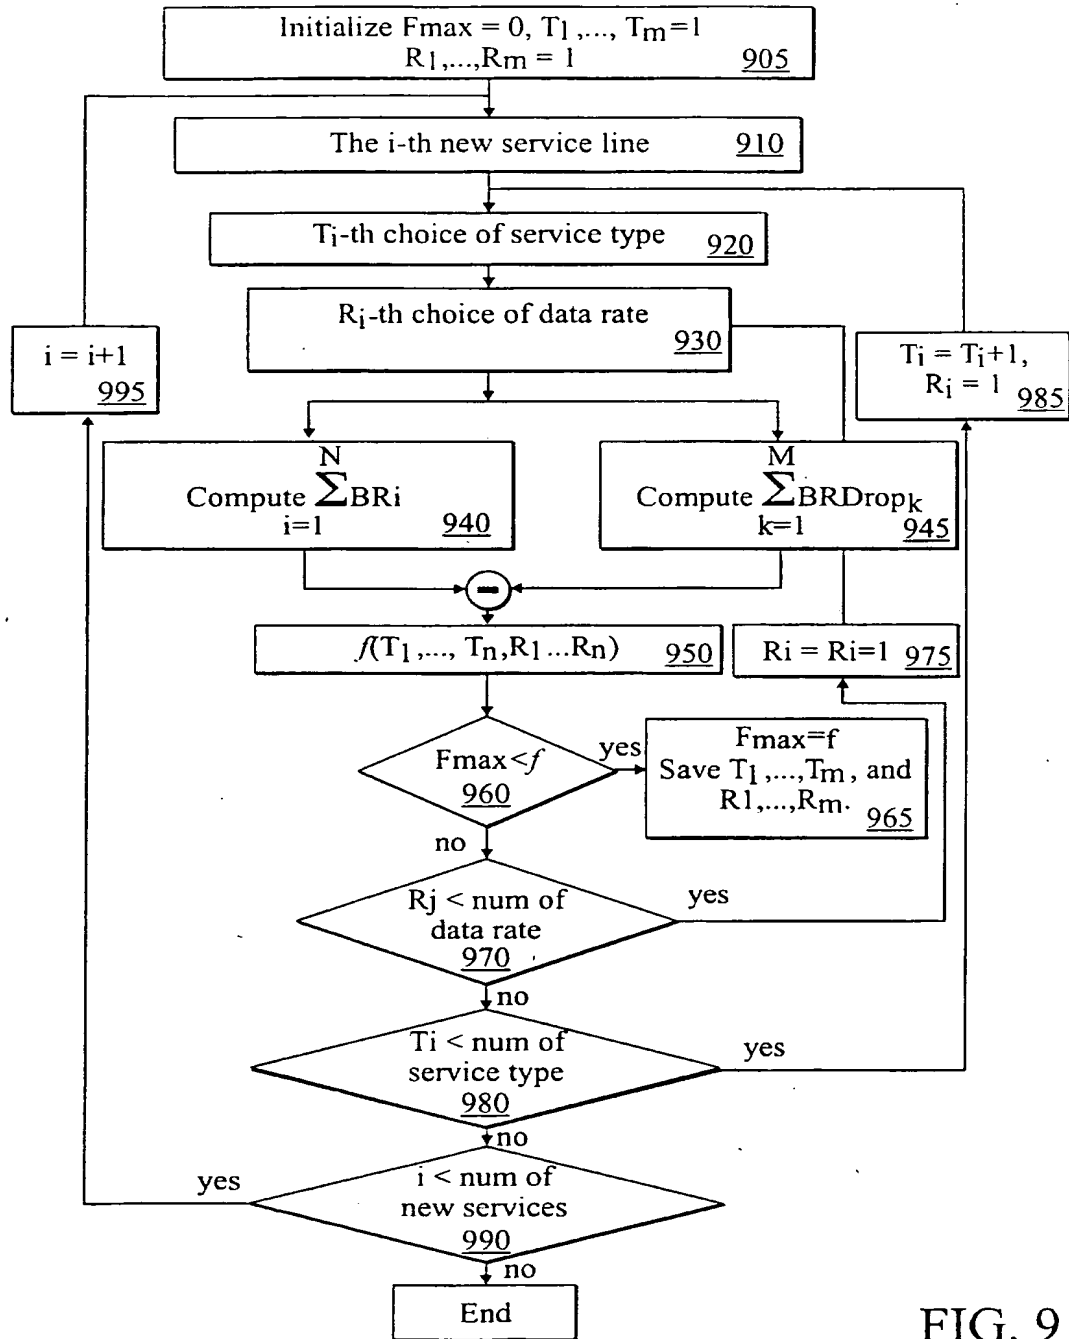 Initialize Fmax = 0, T1,..., Tm=1
R1,...,Rm = 1 905
The i-th new service line 910
Ti-th choice of service type 920
Ri-th choice of data rate 930
i = i+1
995
Ti = Ti+1,
Ri = 1 985
N
Compute ΣBRi
i=1 940
M
Compute ΣBRDropk
k=1 945
f(T1,..., Tn,R1...Rn) 950
Ri = Ri=1 975
Fmax<f
960
yes
Fmax=f
Save T1,...,Tm, and
R1,...,Rm.
965
no
Rj < num of
data rate
970
yes
no
Ti < num of
service type
980
yes
no
i < num of
new services
990
yes
no
End
FIG. 9